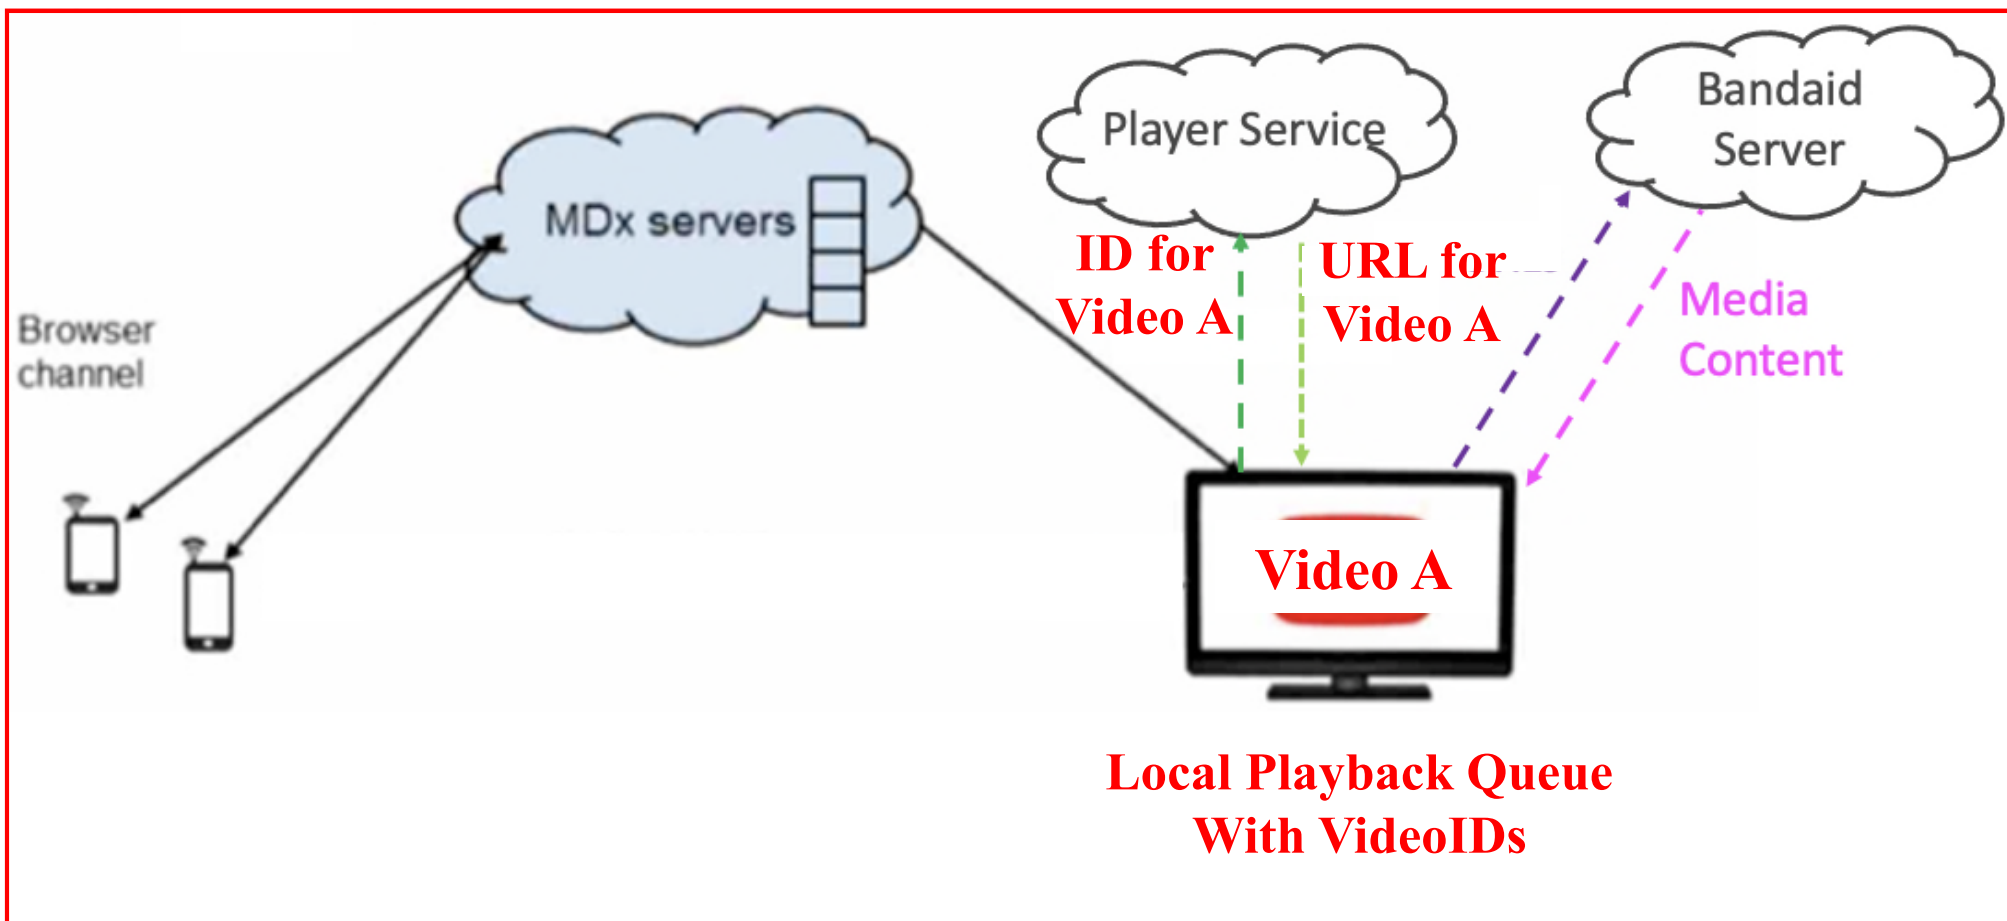 Bandaid
Server
Player Service
MDx servers
ID for
Video A
URL for
Video A
Media
Content
Browser
channel
Video A
Local Playback Queue
With VideoIDs